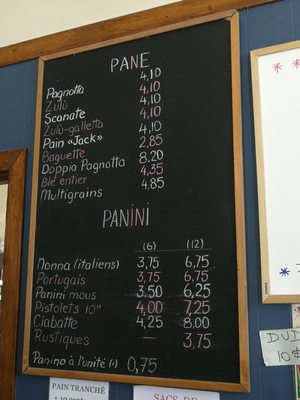 PANE
Pagnotta 4,10
Zulù 4,10
Scanate 4,10
Zulù-galletta 4,10
Pain «Jack» 4,10
Baguette 2,85
Doppia Pagnotta 8,20
Blé entier 4,35
Multigrains 4.85
PANiNi
(6) (12)
Nonna (italiens) 3,75 6,75
Portugais 3,75 6,75
Panini mous 3.50 6,25
Pistolets 10" 4,00 7,25
Ciabatte 4,25 8,00
Rustiques — 3,75
Panino à l'unité (1) 0,75
PAIN TRANCHÉ
SACS DE